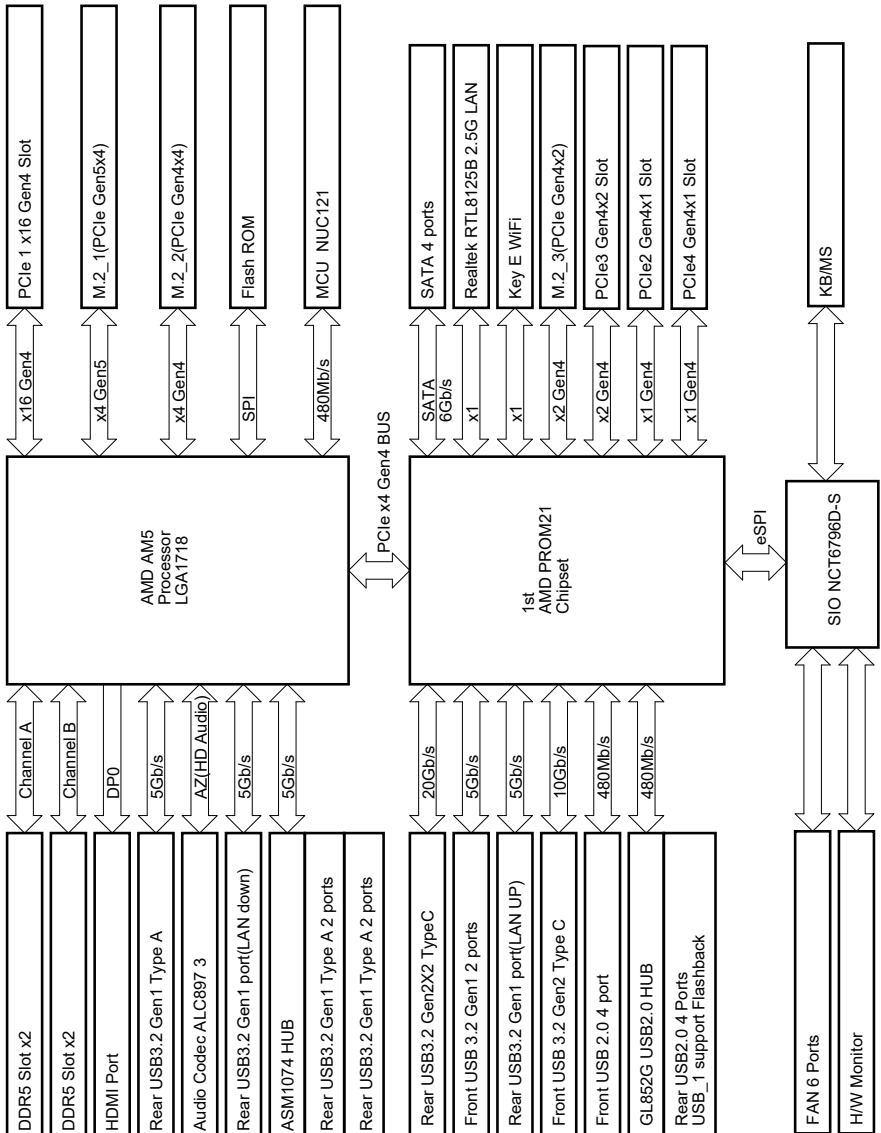 PCIe 1 x16 Gen4 Slot
M.2_1(PCIe Gen5x4)
M.2_2(PCIe Gen4x4)
Flash ROM
MCU NUC121
x16 Gen4
x4 Gen5
x4 Gen4
SPI
480Mb/s
AMD AM5
Processor
LGA1718
Channel A
Channel B
DP0
5Gb/s
AZ(HD Audio)
5Gb/s
5Gb/s
DDR5 Slot x2
DDR5 Slot x2
HDMI Port
Rear USB3.2 Gen1 Type A
Audio Codec ALC897 3
Rear USB3.2 Gen1 port(LAN down)
ASM1074 HUB
Rear USB3.2 Gen1 Type A 2 ports
Rear USB3.2 Gen1 Type A 2 ports
PCIe x4 Gen4 BUS
SATA 4 ports
Realtek RTL8125B 2.5G LAN
Key E WiFi
M.2_3(PCIe Gen4x2)
PCIe3 Gen4x2 Slot
PCIe2 Gen4x1 Slot
PCIe4 Gen4x1 Slot
SATA
6Gb/s
x1
x1
x2 Gen4
x2 Gen4
x1 Gen4
x1 Gen4
1st
AMD PROM21
Chipset
20Gb/s
5Gb/s
5Gb/s
10Gb/s
480Mb/s
480Mb/s
Rear USB3.2 Gen2X2 TypeC
Front USB 3.2 Gen1 2 ports
Rear USB3.2 Gen1 port(LAN UP)
Front USB 3.2 Gen2 Type C
Front USB 2.0 4 port
GL852G USB2.0 HUB
Rear USB2.0 4 Ports
USB_1 support Flashback
eSPI
KB/MS
SIO NCT6796D-S
FAN 6 Ports
H/W Monitor